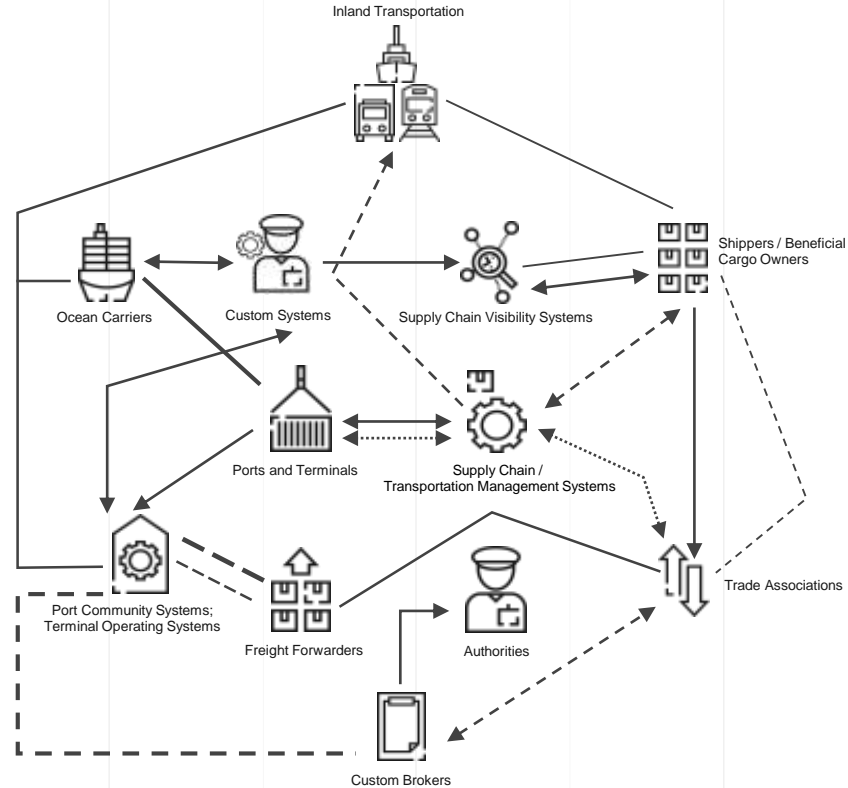 Inland Transportation
Shippers / Beneficial
Cargo Owners
Ocean Carriers
Custom Systems
Supply Chain Visibility Systems
Ports and Terminals
Supply Chain /
Transportation Management Systems
Port Community Systems;
Terminal Operating Systems
Freight Forwarders
Authorities
Trade Associations
Custom Brokers